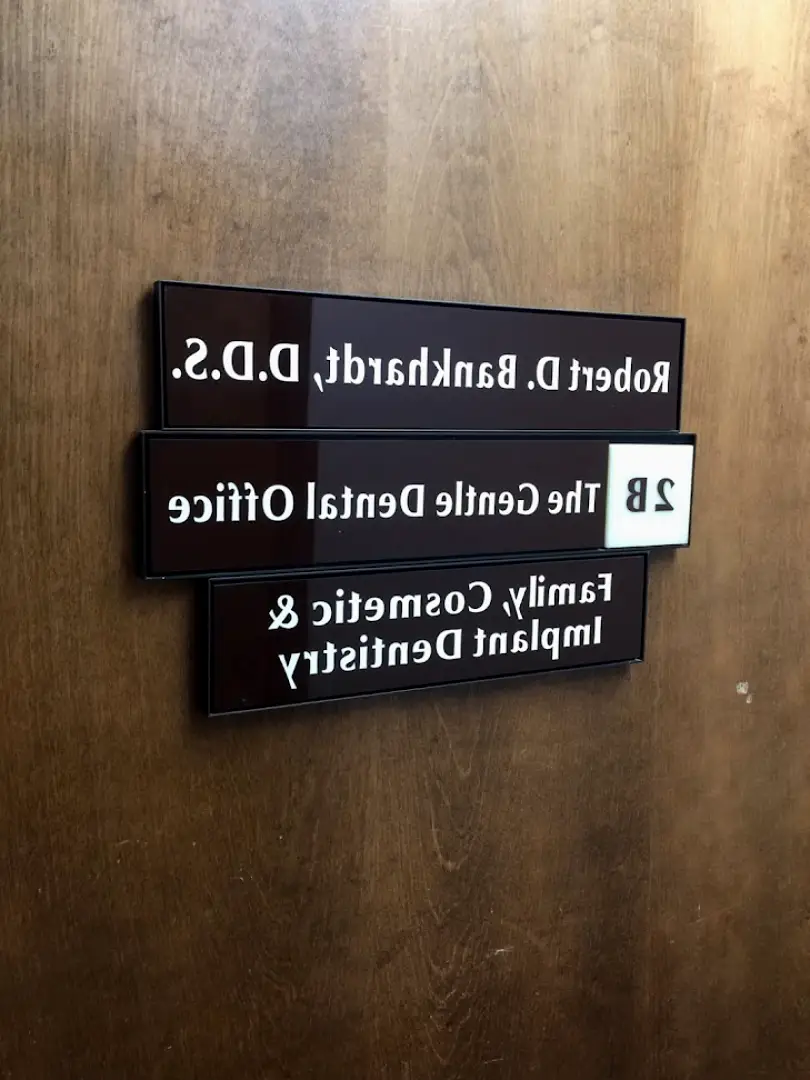 Robert D. Bankhardt, D.D.S.
2B The Gentle Dental Office
Family, Cosmetic &
Implant Dentistry